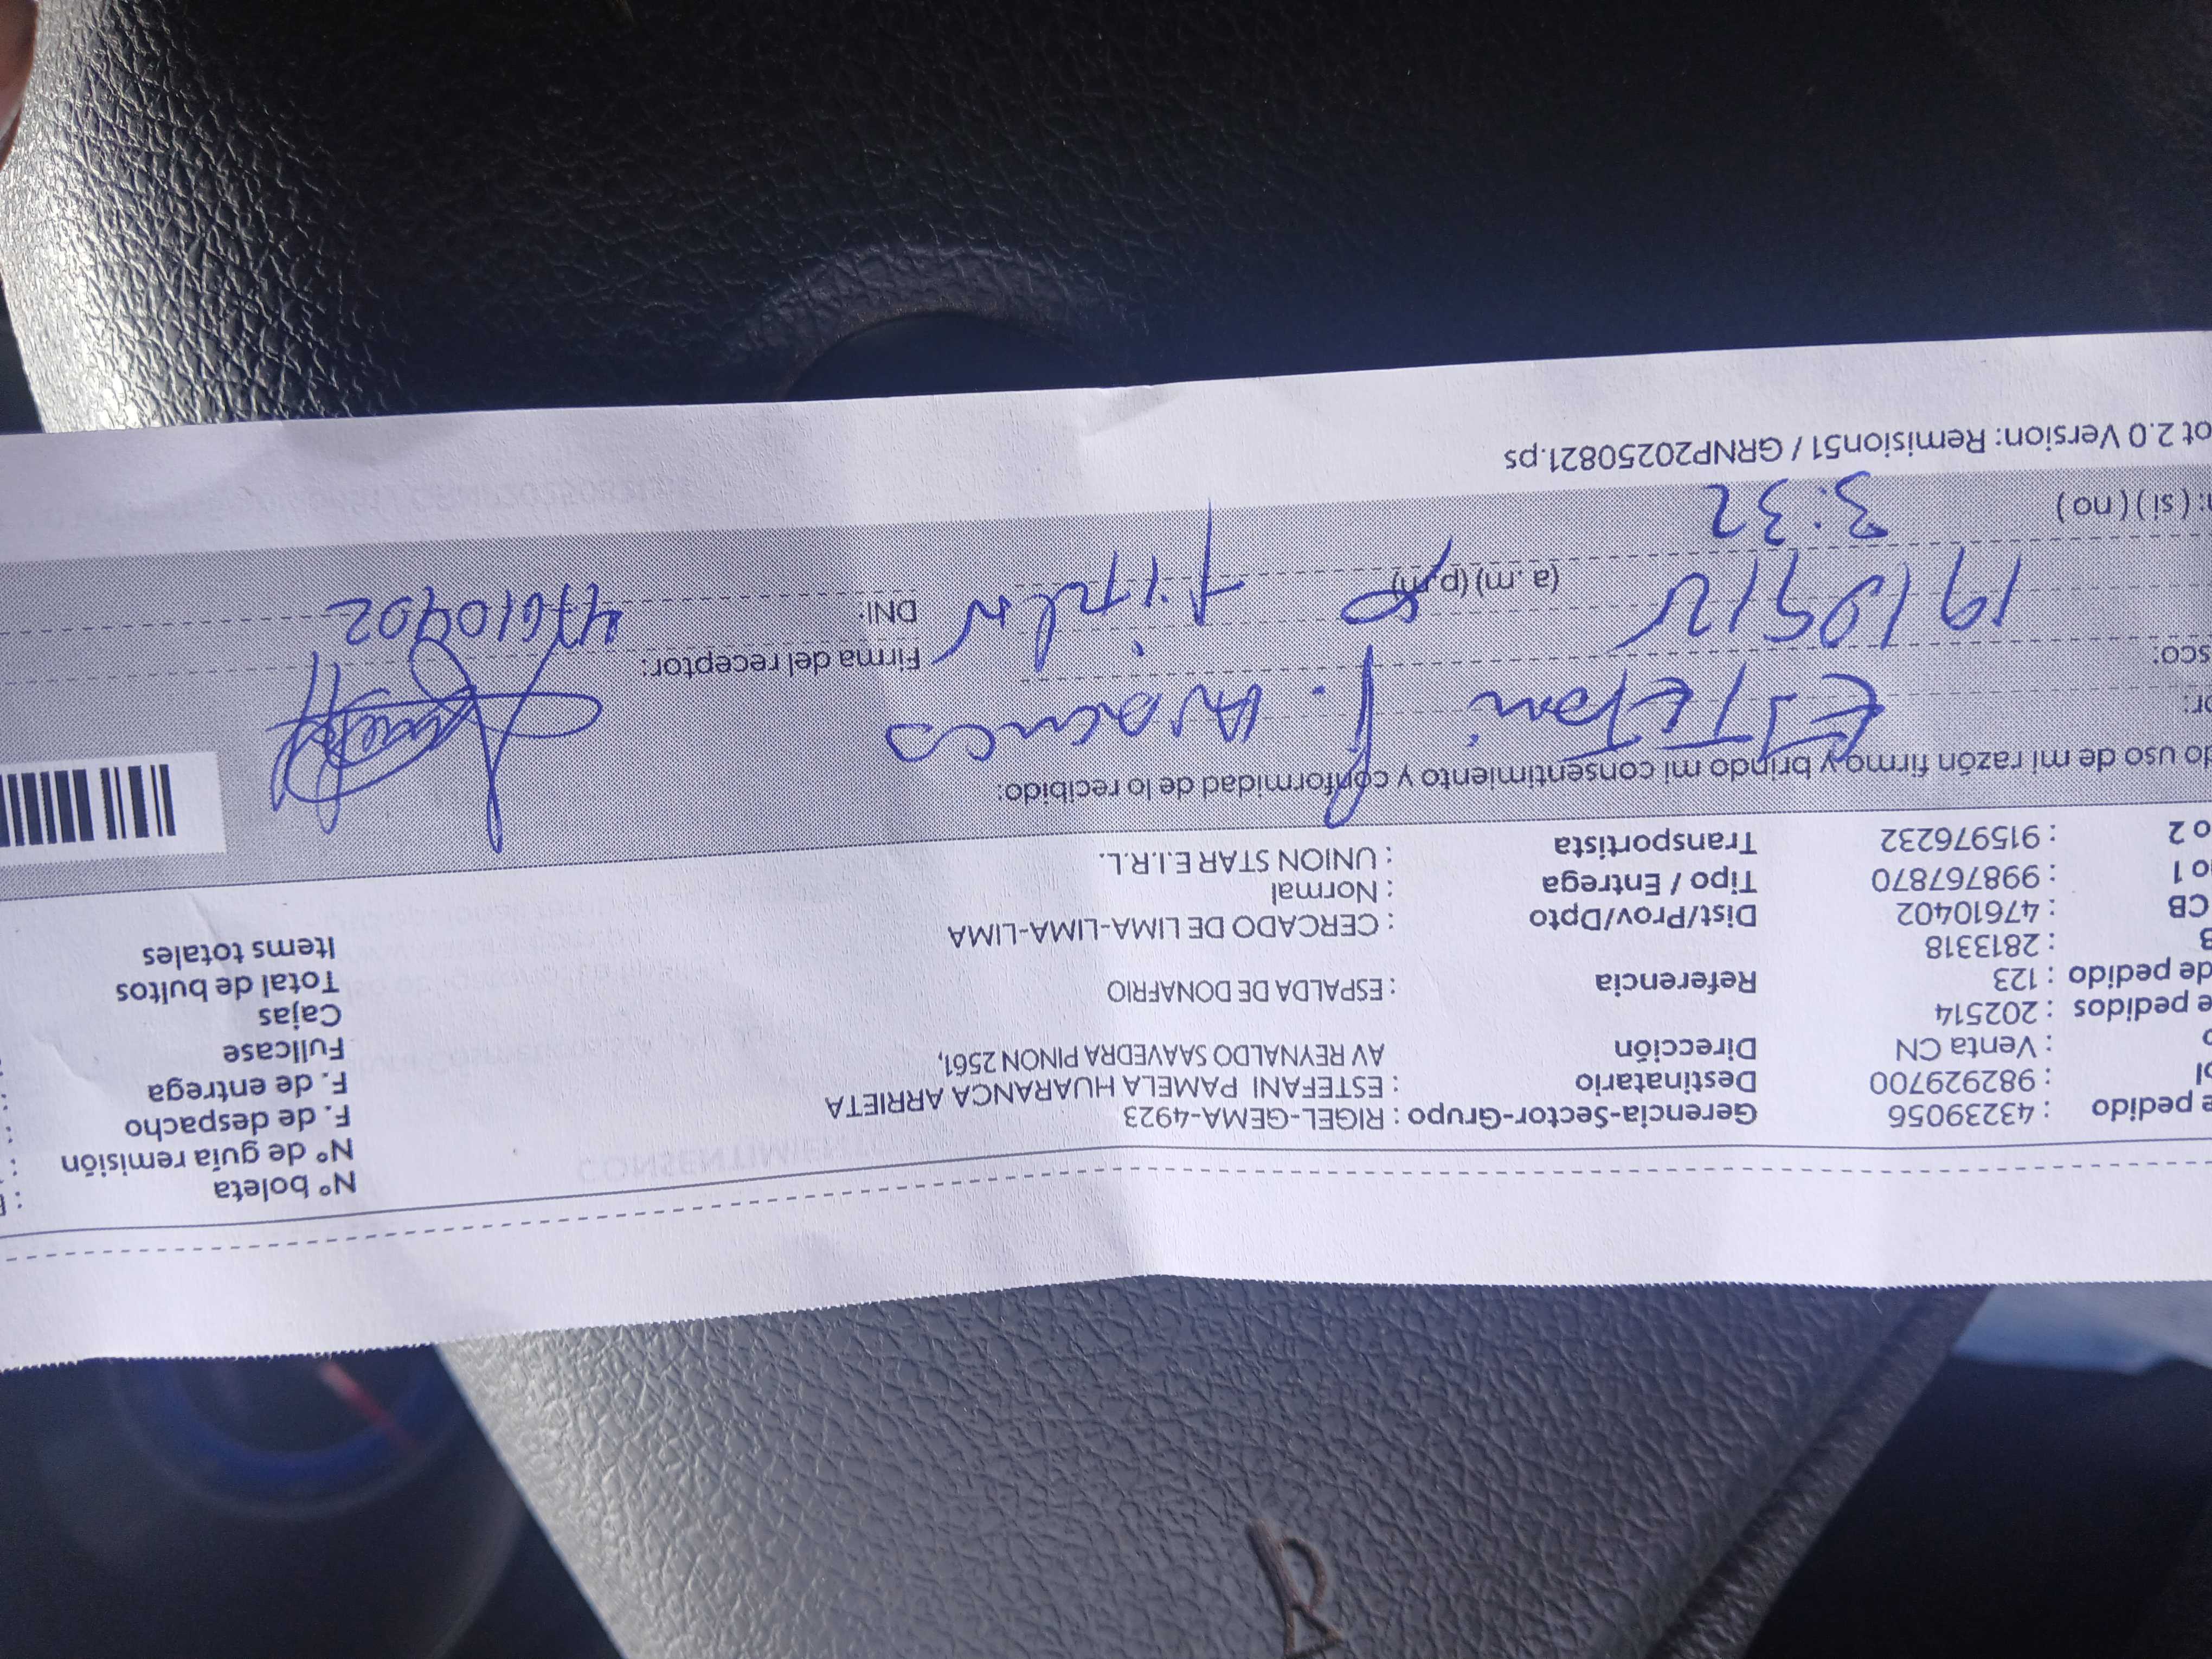 e pedido : 43239056 Gerencia-Sector-Grupo : RIGEL-GEMA-4923 N° boleta :
ol : 982929700 Destinatario : ESTEFANI PAMELA HUARANCA ARRIETA N° de guía remisión :
o : Venta CN Dirección AV REYNALDO SAAVEDRA PINON 2561, F. de despacho :
e pedidos : 202514 F. de entrega :
de pedido : 123 Referencia : ESPALDA DE DONAFRIO Fullcase :
B : 2813318 Cajas
CB : 47610402 Dist/Prov/Dpto : CERCADO DE LIMA-LIMA-LIMA Total de bultos
o 1 : 998767870 Tipo / Entrega : Normal Items totales
o 2 : 915976232 Transportista : UNION STAR E.I.R.L.
do uso de mi razón firmo y brindo mi consentimiento y conformidad de lo recibido:
or: Estefani P.
sco: Titular Firma del receptor:
19/09/25 (a.m) (p.m) DNI: 47610402
n: (si) (no) 3:32
ot 2.0 Version: Remision51 / GRNP20250821.ps
CONSENTIMIENTO
B